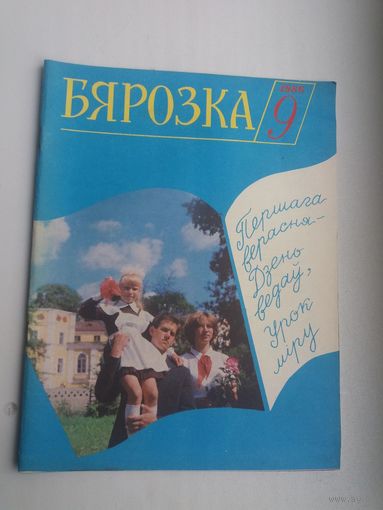 БЯРОЗКА
1986
9
Першага
верасня–
Дзень
ведаў,
урок
міру